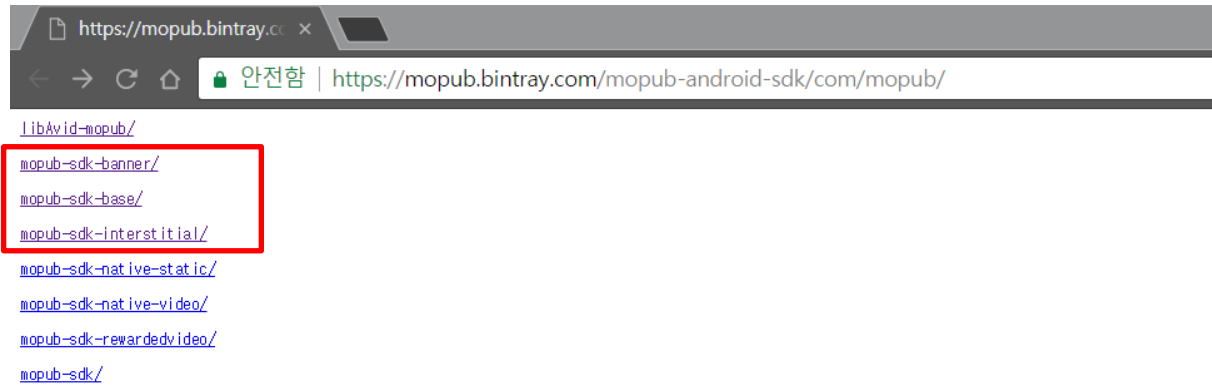 https://mopub.bintray.cc
안전함 | https://mopub.bintray.com/mopub-android-sdk/com/mopub/
libAvid-mopub/
mopub-sdk-banner/
mopub-sdk-base/
mopub-sdk-interstitial/
mopub-sdk-native-static/
mopub-sdk-native-video/
mopub-sdk-rewardedvideo/
mopub-sdk/